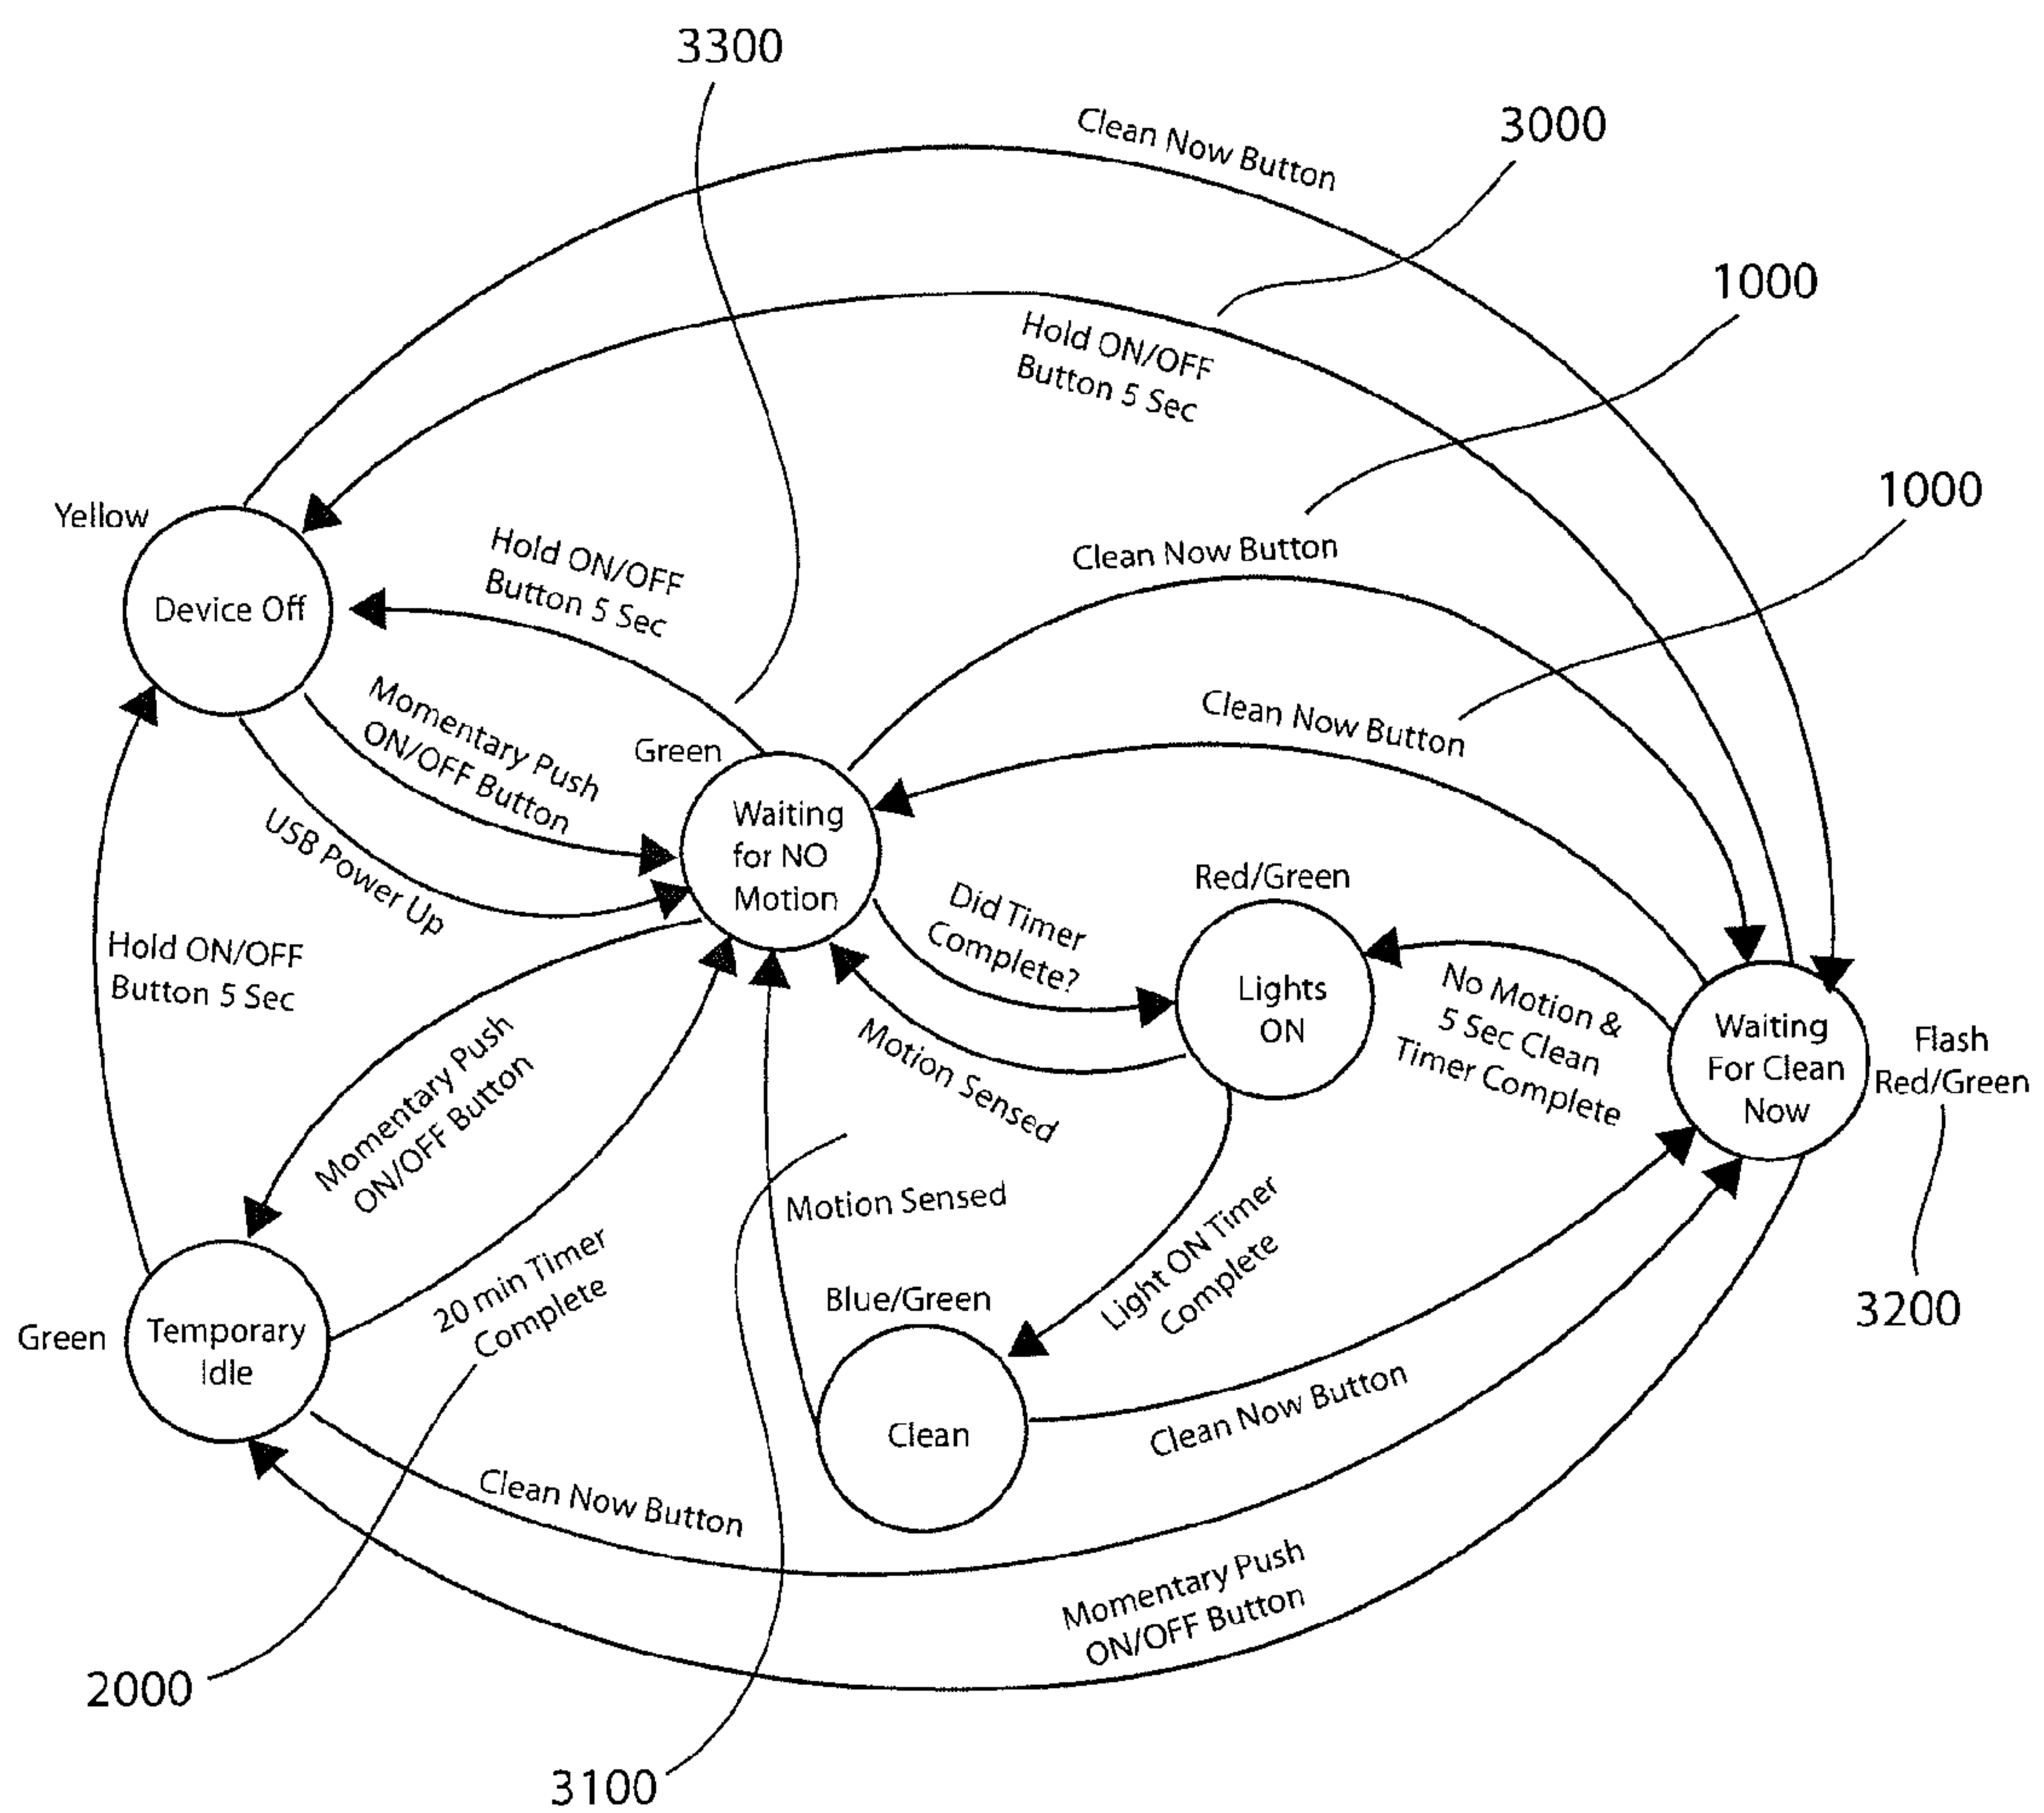 3300
3000
Clean Now Button
1000
Hold ON/OFF
Button 5 Sec
1000
Yellow
Device Off
Hold ON/OFF
Button 5 Sec
Clean Now Button
Momentary Push
ON/OFF Button
USB Power Up
Green
Waiting
for NO
Motion
Clean Now Button
Hold ON/OFF
Button 5 Sec
Did Timer
Complete?
Red/Green
Lights
ON
No Motion &
5 Sec Clean
Timer Complete
Waiting
For Clean
Now
Flash
Red/Green
Momentary Push
ON/OFF Button
Motion Sensed
Motion Sensed
Light ON Timer
Complete
3200
Green
Temporary
Idle
20 min Timer
Complete
Blue/Green
Clean
Clean Now Button
Clean Now Button
Momentary Push
ON/OFF Button
2000
3100